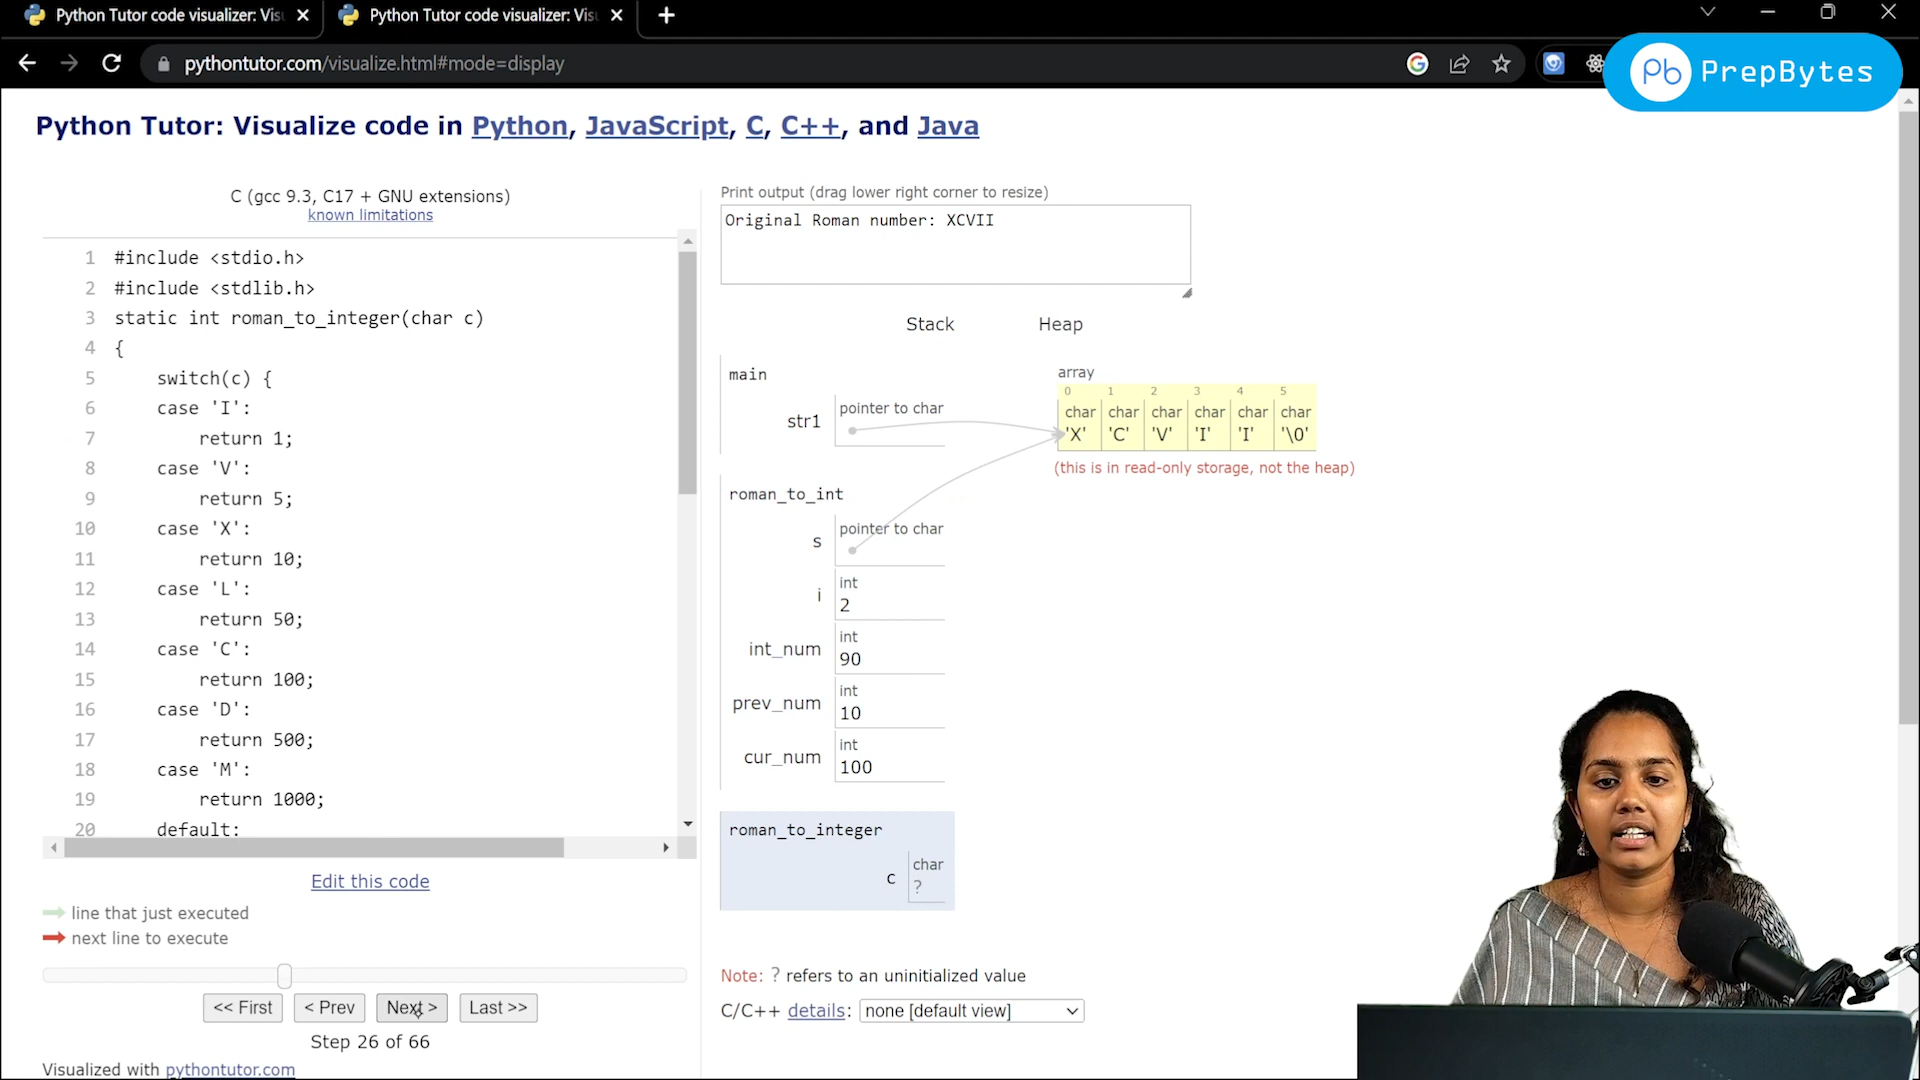 Python Tutor code visualizer: Vis
Python Tutor code visualizer: Vis
pythontutor.com/visualize.html#mode=display
Pb PrepBytes
Python Tutor: Visualize code in Python, JavaScript, C, C++, and Java
C (gcc 9.3, C17 + GNU extensions)
known limitations
1 #include <stdio.h>
2 #include <stdlib.h>
3 static int roman_to_integer(char c)
4 {
5 switch(c) {
6 case 'I':
7 return 1;
8 case 'V':
9 return 5;
10 case 'X':
11 return 10;
12 case 'L':
13 return 50;
14 case 'C':
15 return 100;
16 case 'D':
17 return 500;
18 case 'M':
19 return 1000;
20 default:
Edit this code
line that just executed
next line to execute
<< First < Prev Next > Last >>
Step 26 of 66
Visualized with pythontutor.com
Print output (drag lower right corner to resize)
Original Roman number: XCVII
Stack Heap
main
str1 pointer to char
array
0 1 2 3 4 5
char char char char char char
'X' 'C' 'V' 'I' 'I' '\0'
(this is in read-only storage, not the heap)
roman_to_int
s pointer to char
i int
2
int_num int
90
prev_num int
10
cur_num int
100
roman_to_integer
c char
?
Note: ? refers to an uninitialized value
C/C++ details: none [default view]